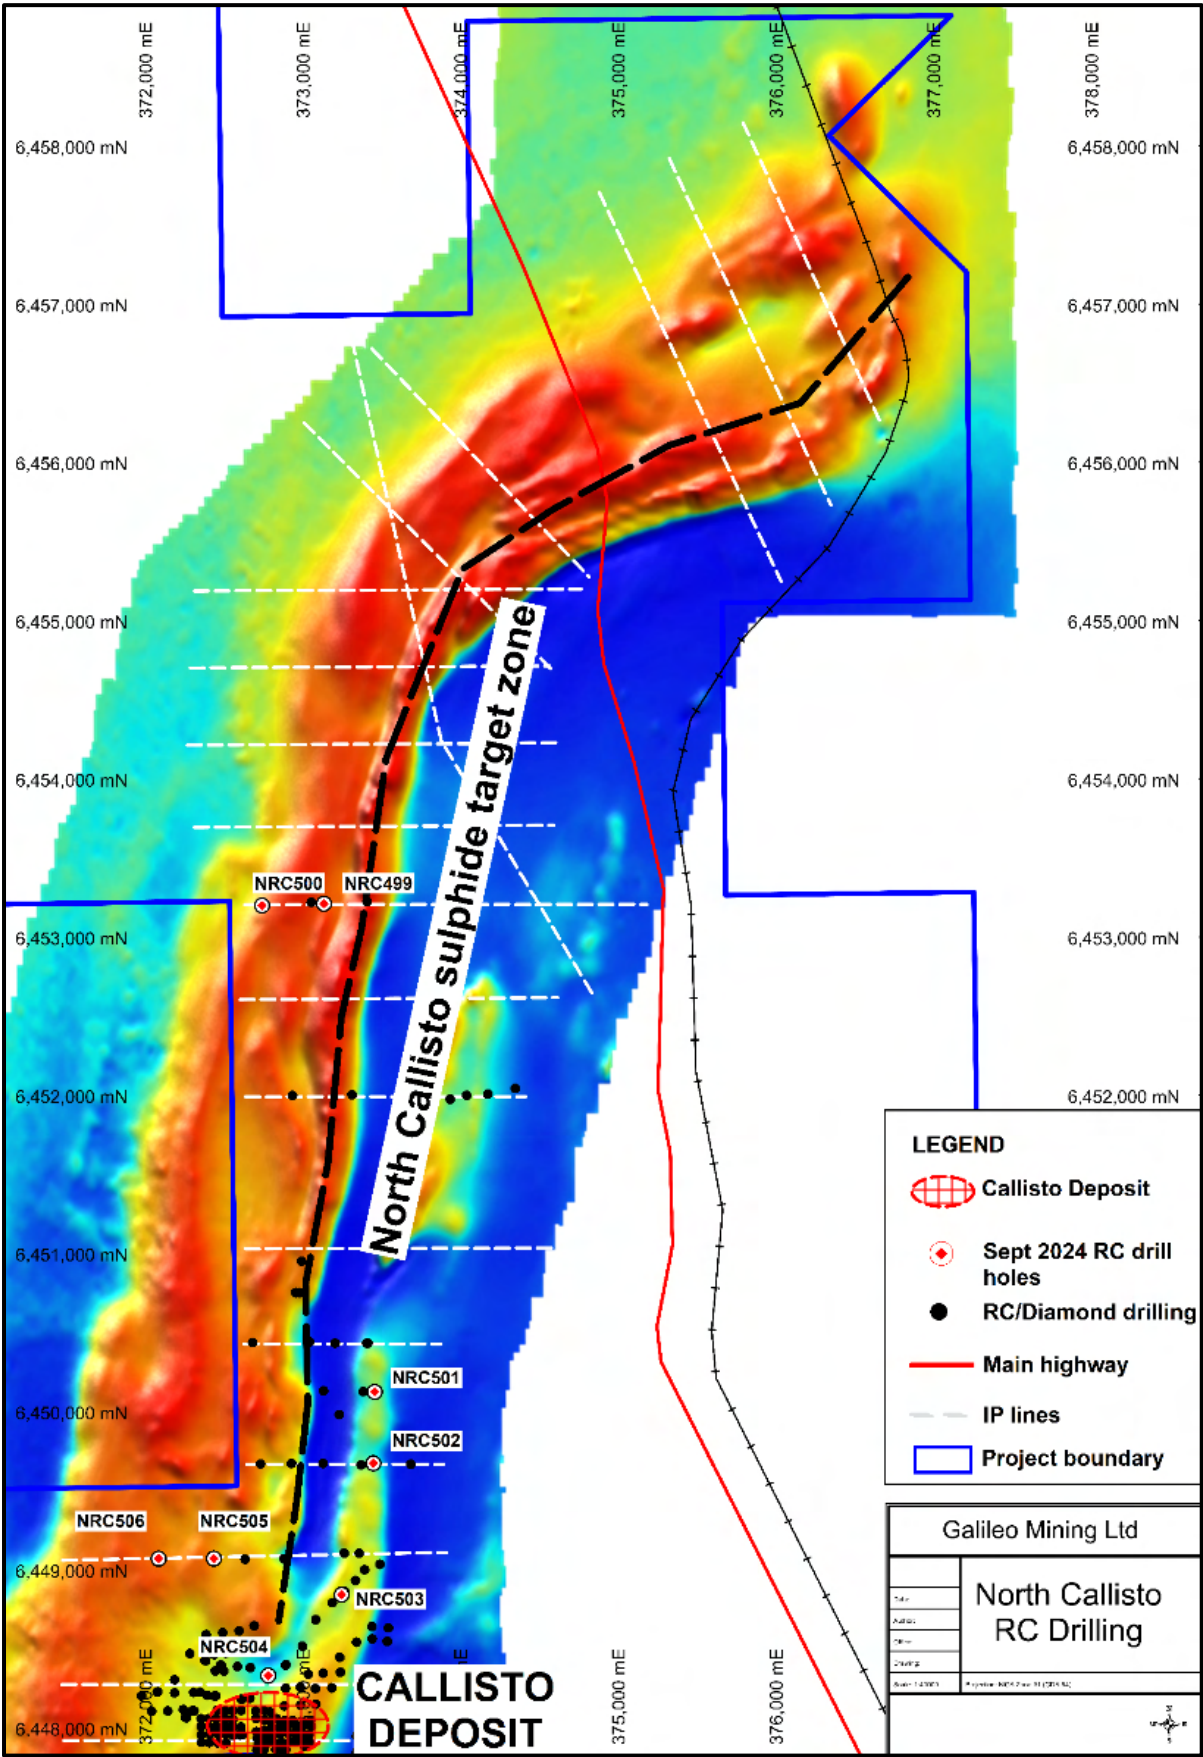 372,000 mE
373,000 mE
374,000 mE
375,000 mE
376,000 mE
377,000 mE
378,000 mE
6,458,000 mN
6,458,000 mN
6,457,000 mN
6,457,000 mN
6,456,000 mN
6,456,000 mN
6,455,000 mN
6,455,000 mN
North Callisto sulphide target zone
6,454,000 mN
6,454,000 mN
NRC500
NRC499
6,453,000 mN
6,453,000 mN
6,452,000 mN
6,452,000 mN
6,451,000 mN
NRC501
6,450,000 mN
NRC502
NRC506
NRC505
6,449,000 mN
NRC503
NRC504
372,000 mE
mE
mE
375,000 mE
376,000 mE
CALLISTO
DEPOSIT
6,448,000 mN
LEGEND
Callisto Deposit
Sept 2024 RC drill
holes
RC/Diamond drilling
Main highway
IP lines
Project boundary
Galileo Mining Ltd
North Callisto
RC Drilling